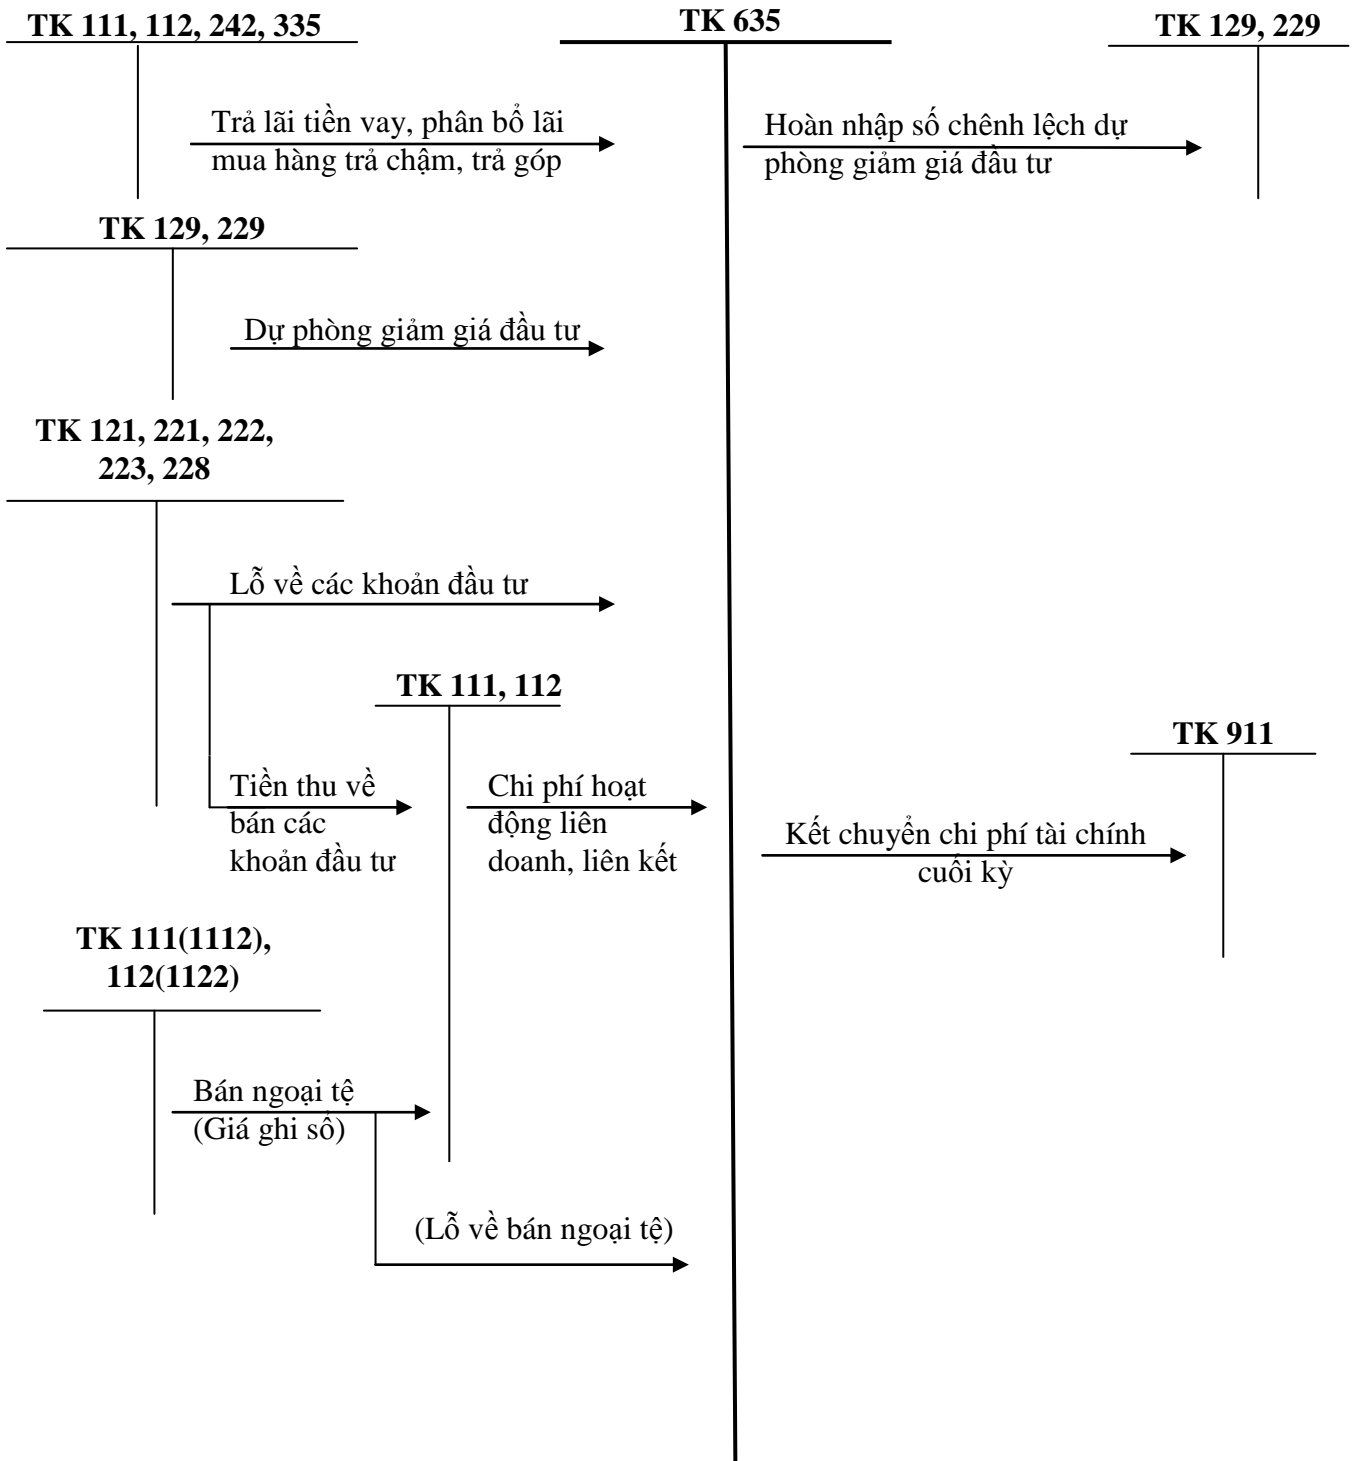 TK 111, 112, 242, 335
TK 635
TK 129, 229
Trả lãi tiền vay, phân bổ lãi
mua hàng trả chậm, trả góp
Hoàn nhập số chênh lệch dự
phòng giảm giá đầu tư
TK 129, 229
Dự phòng giảm giá đầu tư
TK 121, 221, 222,
223, 228
Lỗ về các khoản đầu tư
TK 111, 112
TK 911
Tiền thu về
bán các
khoản đầu tư
Chi phí hoạt
động liên
doanh, liên kết
Kết chuyển chi phí tài chính
cuối kỳ
TK 111(1112),
112(1122)
Bán ngoại tệ
(Giá ghi sổ)
(Lỗ về bán ngoại tệ)